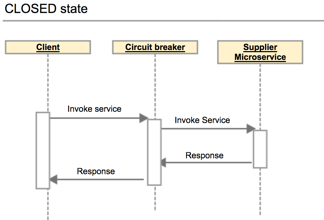 CLOSED state
Client
Circuit breaker
Supplier
Microservice
Invoke service
Invoke Service
Response
Response